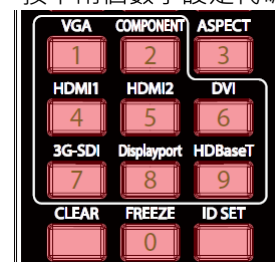 VGA COMPONENT ASPECT
1 2 3
HDMI1 HDMI2 DVI
4 5 6
3G-SDI Displayport HDBaseT
7 8 9
CLEAR FREEZE ID SET
0